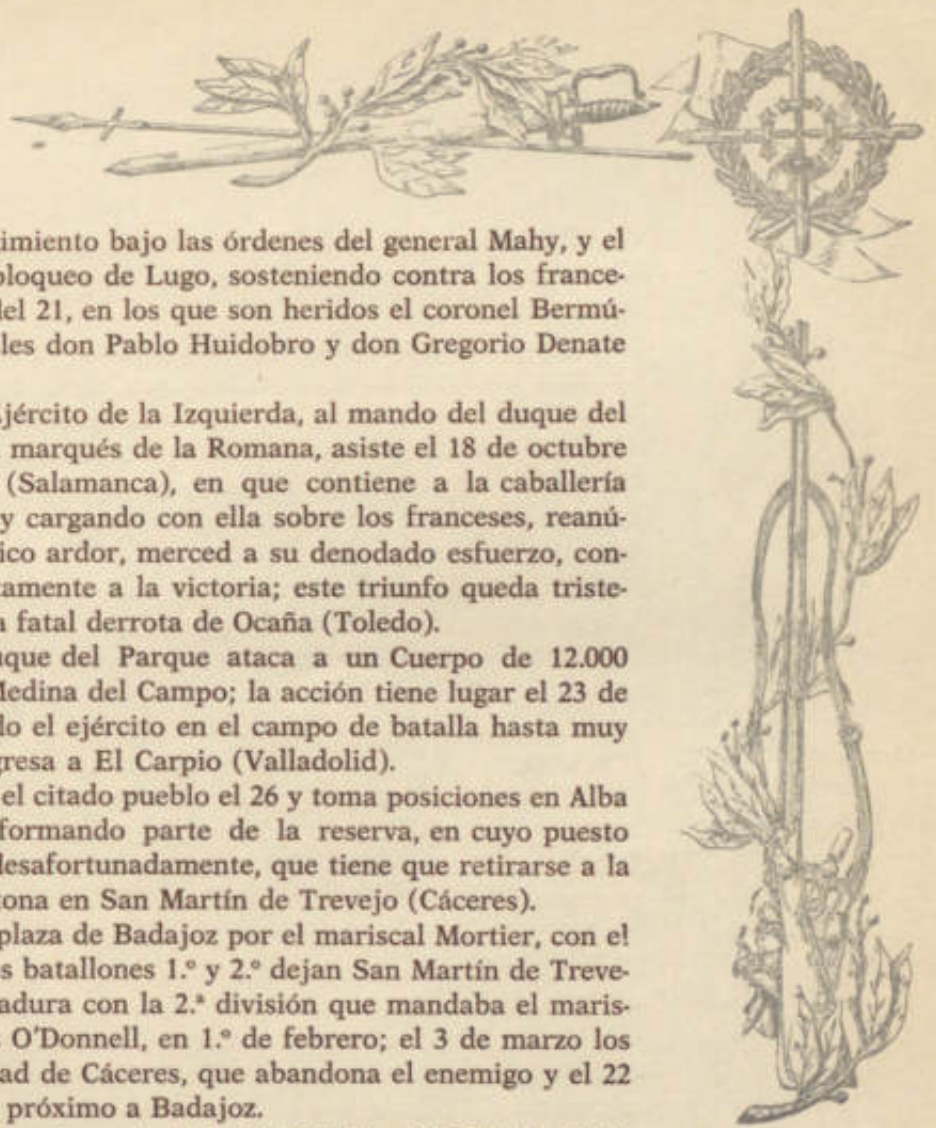 imiento bajo las órdenes del general Mahy, y el
bloqueo de Lugo, sosteniendo contra los france-
del 21, en los que son heridos el coronel Bermú-
les don Pablo Huidobro y don Gregorio Denate
jército de la Izquierda, al mando del duque del
marqués de la Romana, asiste el 18 de octubre
(Salamanca), en que contiene a la caballería
y cargando con ella sobre los franceses, reanú-
ico ardor, merced a su denodado esfuerzo, con-
tamente a la victoria; este triunfo queda triste-
a fatal derrota de Ocaña (Toledo).
uque del Parque ataca a un Cuerpo de 12.000
Medina del Campo; la acción tiene lugar el 23 de
do el ejército en el campo de batalla hasta muy
gresa a El Carpio (Valladolid).
el citado pueblo el 26 y toma posiciones en Alba
formando parte de la reserva, en cuyo puesto
desafortunadamente, que tiene que retirarse a la
tona en San Martín de Trevejo (Cáceres).
plaza de Badajoz por el mariscal Mortier, con el
s batallones 1.º y 2.º dejan San Martín de Treve-
adura con la 2.ª división que mandaba el maris-
O'Donnell, en 1.º de febrero; el 3 de marzo los
ad de Cáceres, que abandona el enemigo y el 22
próximo a Badajoz.